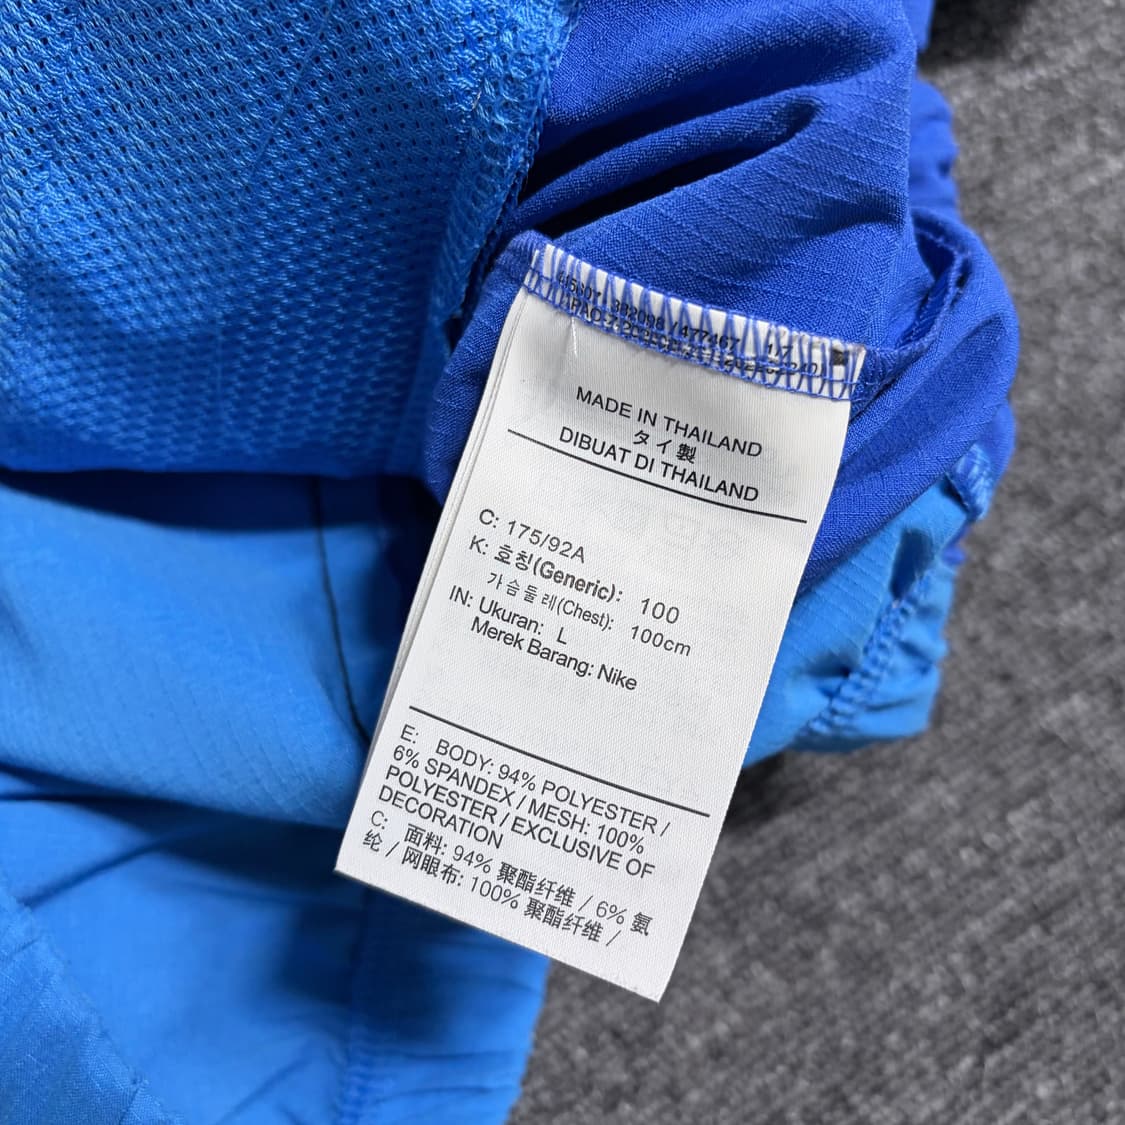 MADE IN THAILAND
タイ製
DIBUAT DI THAILAND
C: 175/92A
K: 호칭(Generic): 100
가슴둘레(Chest): 100cm
IN: Ukuran: L
Merek Barang: Nike
E: BODY: 94% POLYESTER /
6% SPANDEX / MESH: 100%
POLYESTER / EXCLUSIVE OF
DECORATION
C: 面料: 94% 聚酯纤维 / 6% 氨
纶 / 网眼布: 100% 聚酯纤维 /